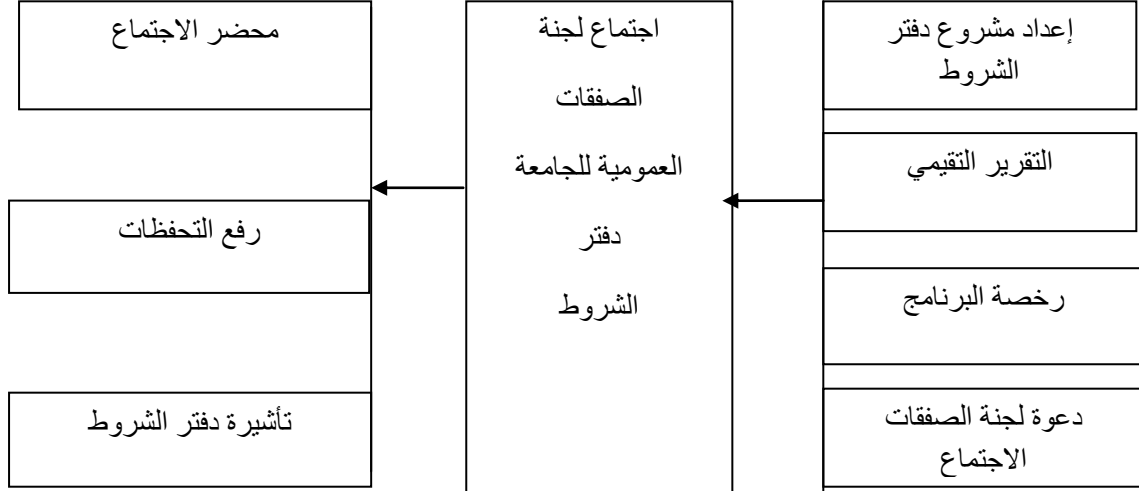 إعداد مشروع دفتر
الشروط
التقرير التقيمي
رخصة البرنامج
دعوة لجنة الصفقات
الاجتماع
اجتماع لجنة
الصفقات
العمومية للجامعة
دفتر
الشروط
محضر الاجتماع
رفع التحفظات
تأشيرة دفتر الشروط